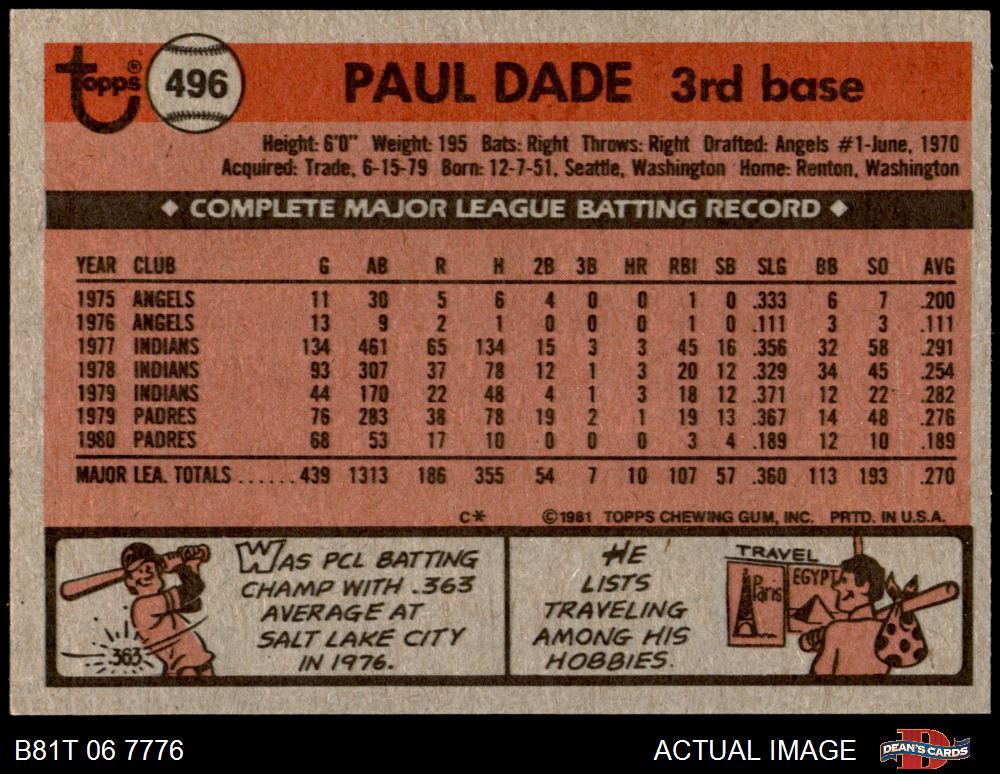 Topps® 496 PAUL DADE 3rd base
Height: 6'0" Weight: 195 Bats: Right Throws: Right Drafted: Angels #1-June, 1970
Acquired: Trade, 6-15-79 Born: 12-7-51, Seattle, Washington Home: Renton, Washington
◆ COMPLETE MAJOR LEAGUE BATTING RECORD ◆
YEAR CLUB G AB R H 2B 3B HR RBI SB SLG BB SO AVG
1975 ANGELS 11 30 5 6 4 0 0 1 0 .333 6 7 .200
1976 ANGELS 13 9 2 1 0 0 0 1 0 .111 3 3 .111
1977 INDIANS 134 461 65 134 15 3 3 45 16 .356 32 58 .291
1978 INDIANS 93 307 37 78 12 1 3 20 12 .329 34 45 .254
1979 INDIANS 44 170 22 48 4 1 3 18 12 .371 12 22 .282
1979 PADRES 76 283 38 78 19 2 1 19 13 .367 14 48 .276
1980 PADRES 68 53 17 10 0 0 0 3 4 .189 12 10 .189
MAJOR LEA. TOTALS ......439 1313 186 355 54 7 10 107 57 .360 113 193 .270
C* ©1981 TOPPS CHEWING GUM, INC. PRTD. IN U.S.A.
WAS PCL BATTING
CHAMP WITH .363
AVERAGE AT
SALT LAKE CITY
IN 1976.
363
HE
LISTS
TRAVELING
AMONG HIS
HOBBIES.
TRAVEL
Paris
EGYPT
B81T 06 7776 ACTUAL IMAGE DEAN'S CARDS